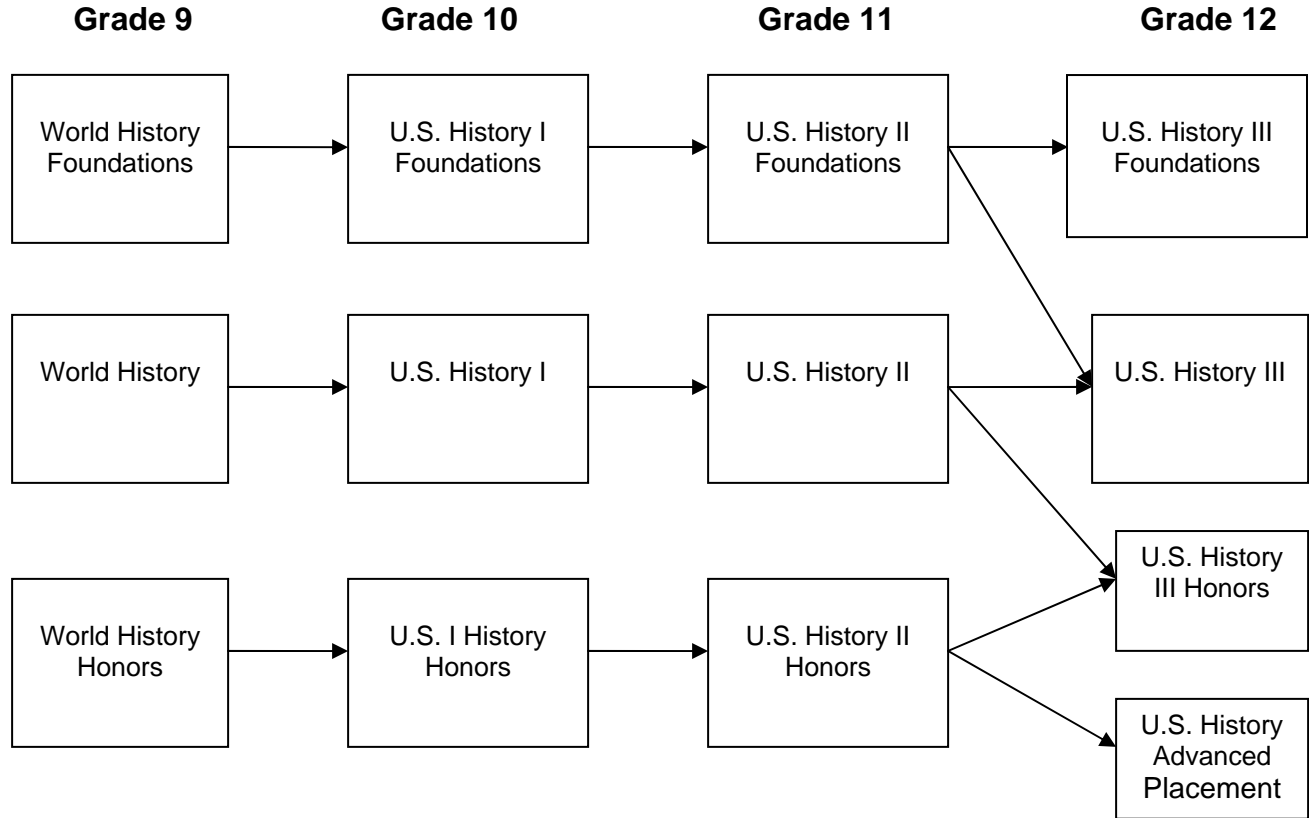 Grade 9 Grade 10 Grade 11 Grade 12
World History
Foundations
U.S. History I
Foundations
U.S. History II
Foundations
U.S. History III
Foundations
World History
U.S. History I
U.S. History II
U.S. History III
World History
Honors
U.S. I History
Honors
U.S. History II
Honors
U.S. History
III Honors
U.S. History
Advanced
Placement